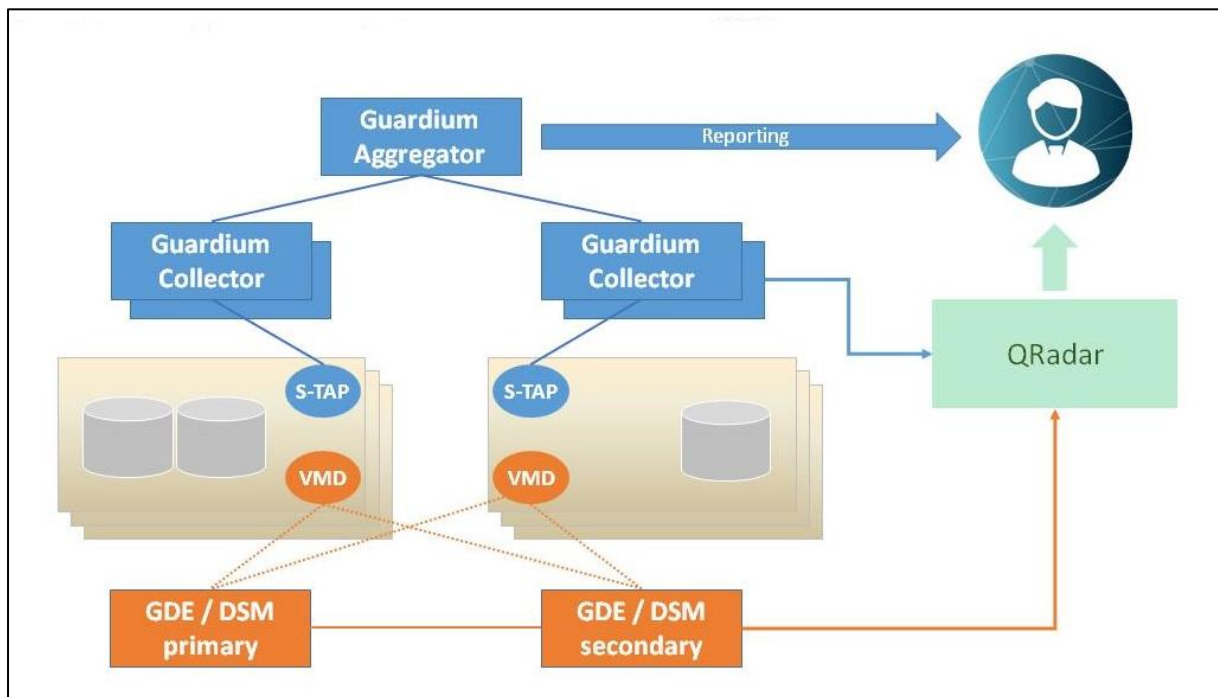 Guardium
Aggregator
Reporting
Guardium
Collector
Guardium
Collector
QRadar
S-TAP
S-TAP
VMD
VMD
GDE / DSM
primary
GDE / DSM
secondary